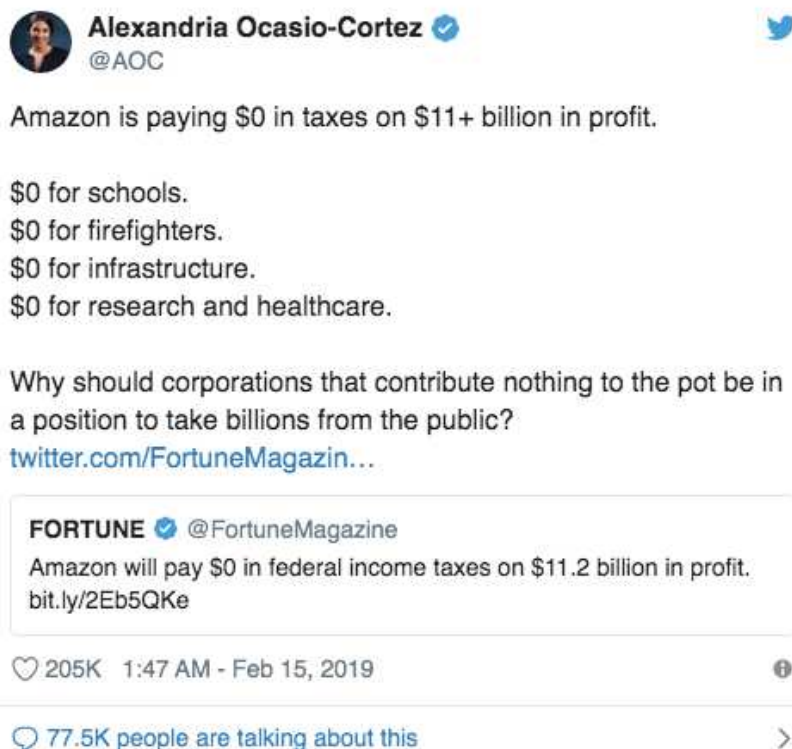 Alexandria Ocasio-Cortez
@AOC
Amazon is paying $0 in taxes on $11+ billion in profit.
$0 for schools.
$0 for firefighters.
$0 for infrastructure.
$0 for research and healthcare.
Why should corporations that contribute nothing to the pot be in
a position to take billions from the public?
twitter.com/FortuneMagazin…
FORTUNE @FortuneMagazine
Amazon will pay $0 in federal income taxes on $11.2 billion in profit.
bit.ly/2Eb5QKe
205K 1:47 AM - Feb 15, 2019
77.5K people are talking about this